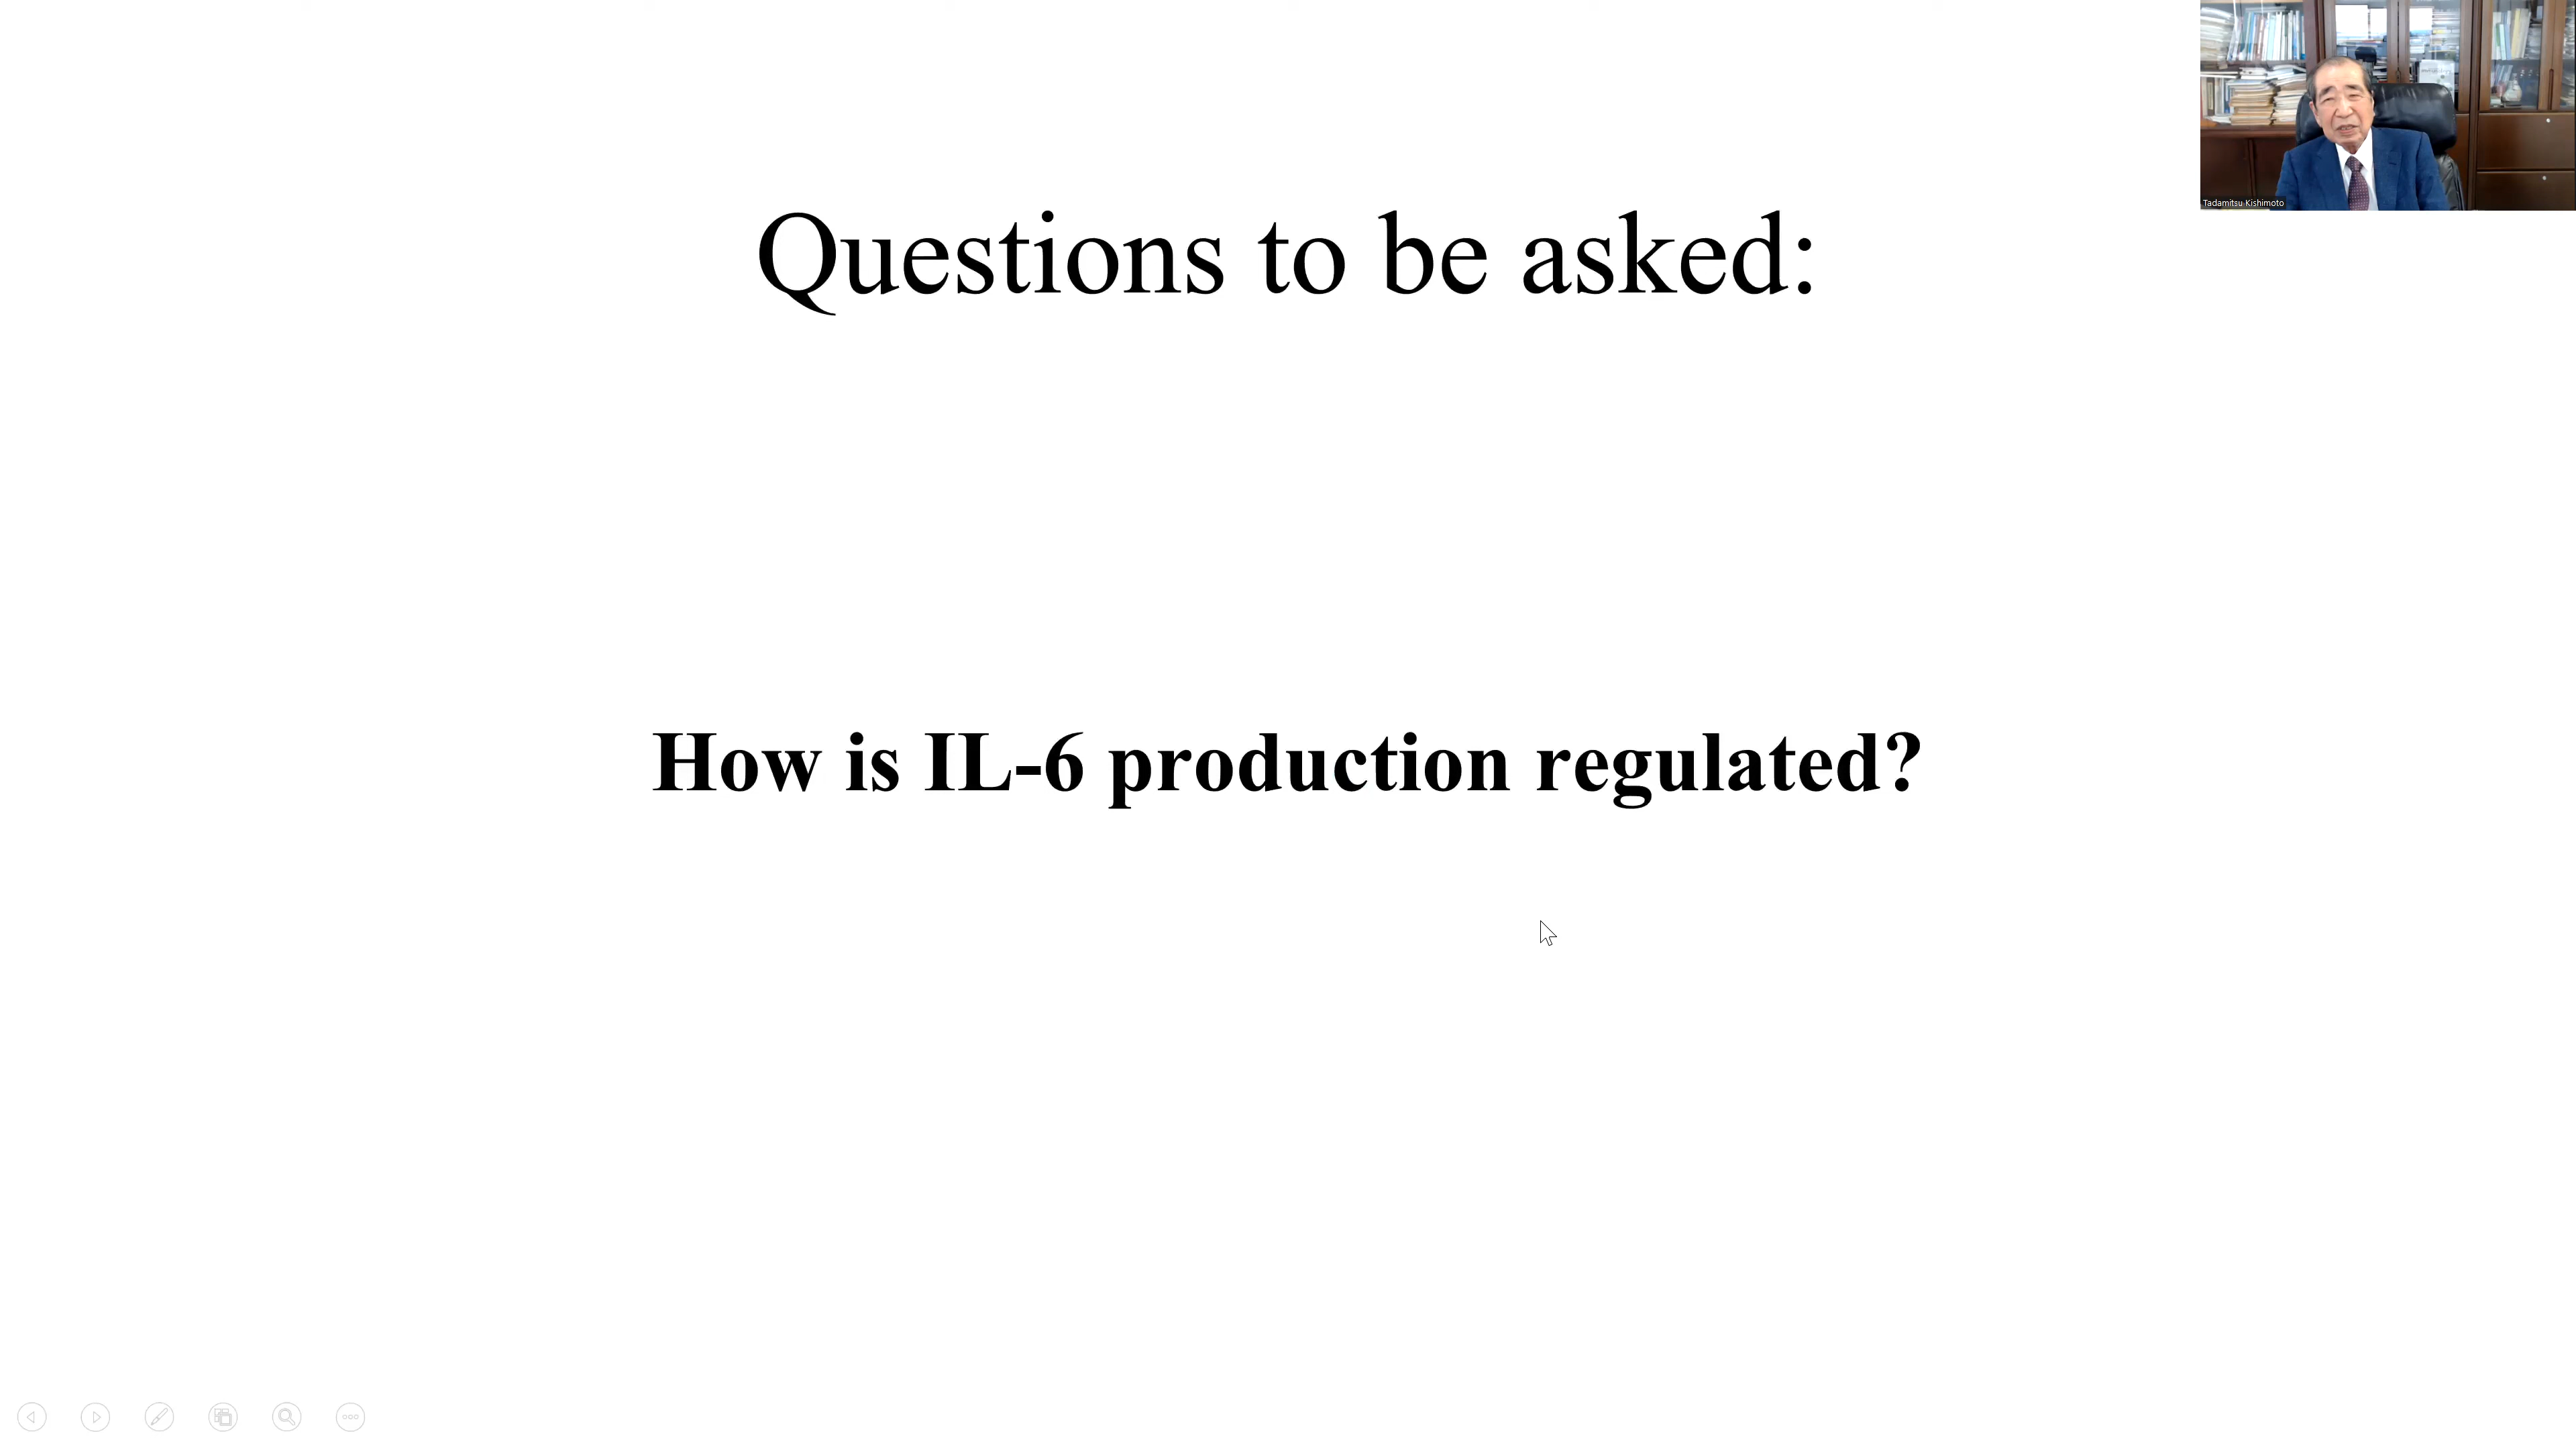 Tadamitsu Kishimoto
Questions to be asked:
How is IL-6 production regulated?